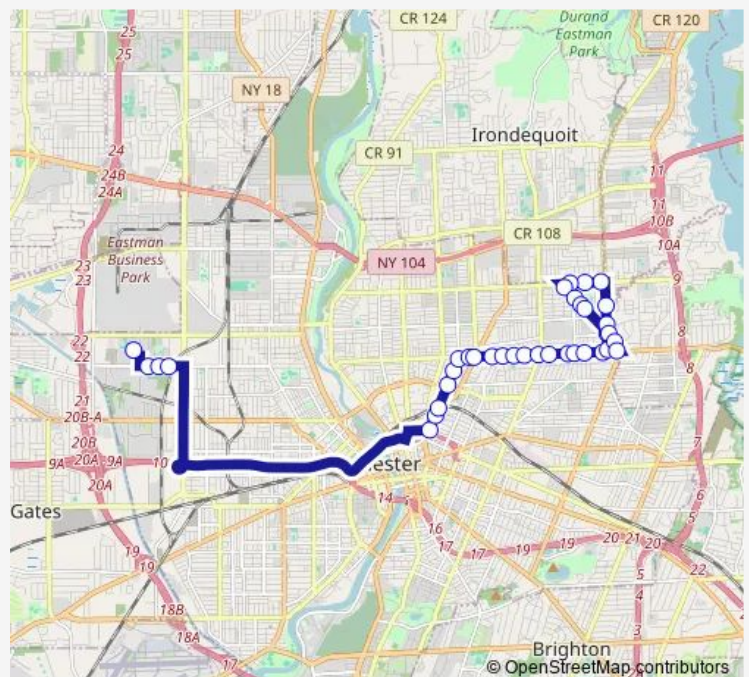 CR 124
Durand
Eastman
Park
CR 120
25
25
NY 18
Irondequoit
CR 91
24
24B
24A
11
11
10B
10A
CR 108
Eastman
Business
Park
NY 104
23
23
9
22
22
8
8
21
20B-A
20B
9A
20A
9A
10
20A
ester
7
Gates
14
16
17
17
19
19
20
21
20
6
5
22
19
19
5
4
3
18B
18A
17
Brighton
© OpenStreetMap contributors